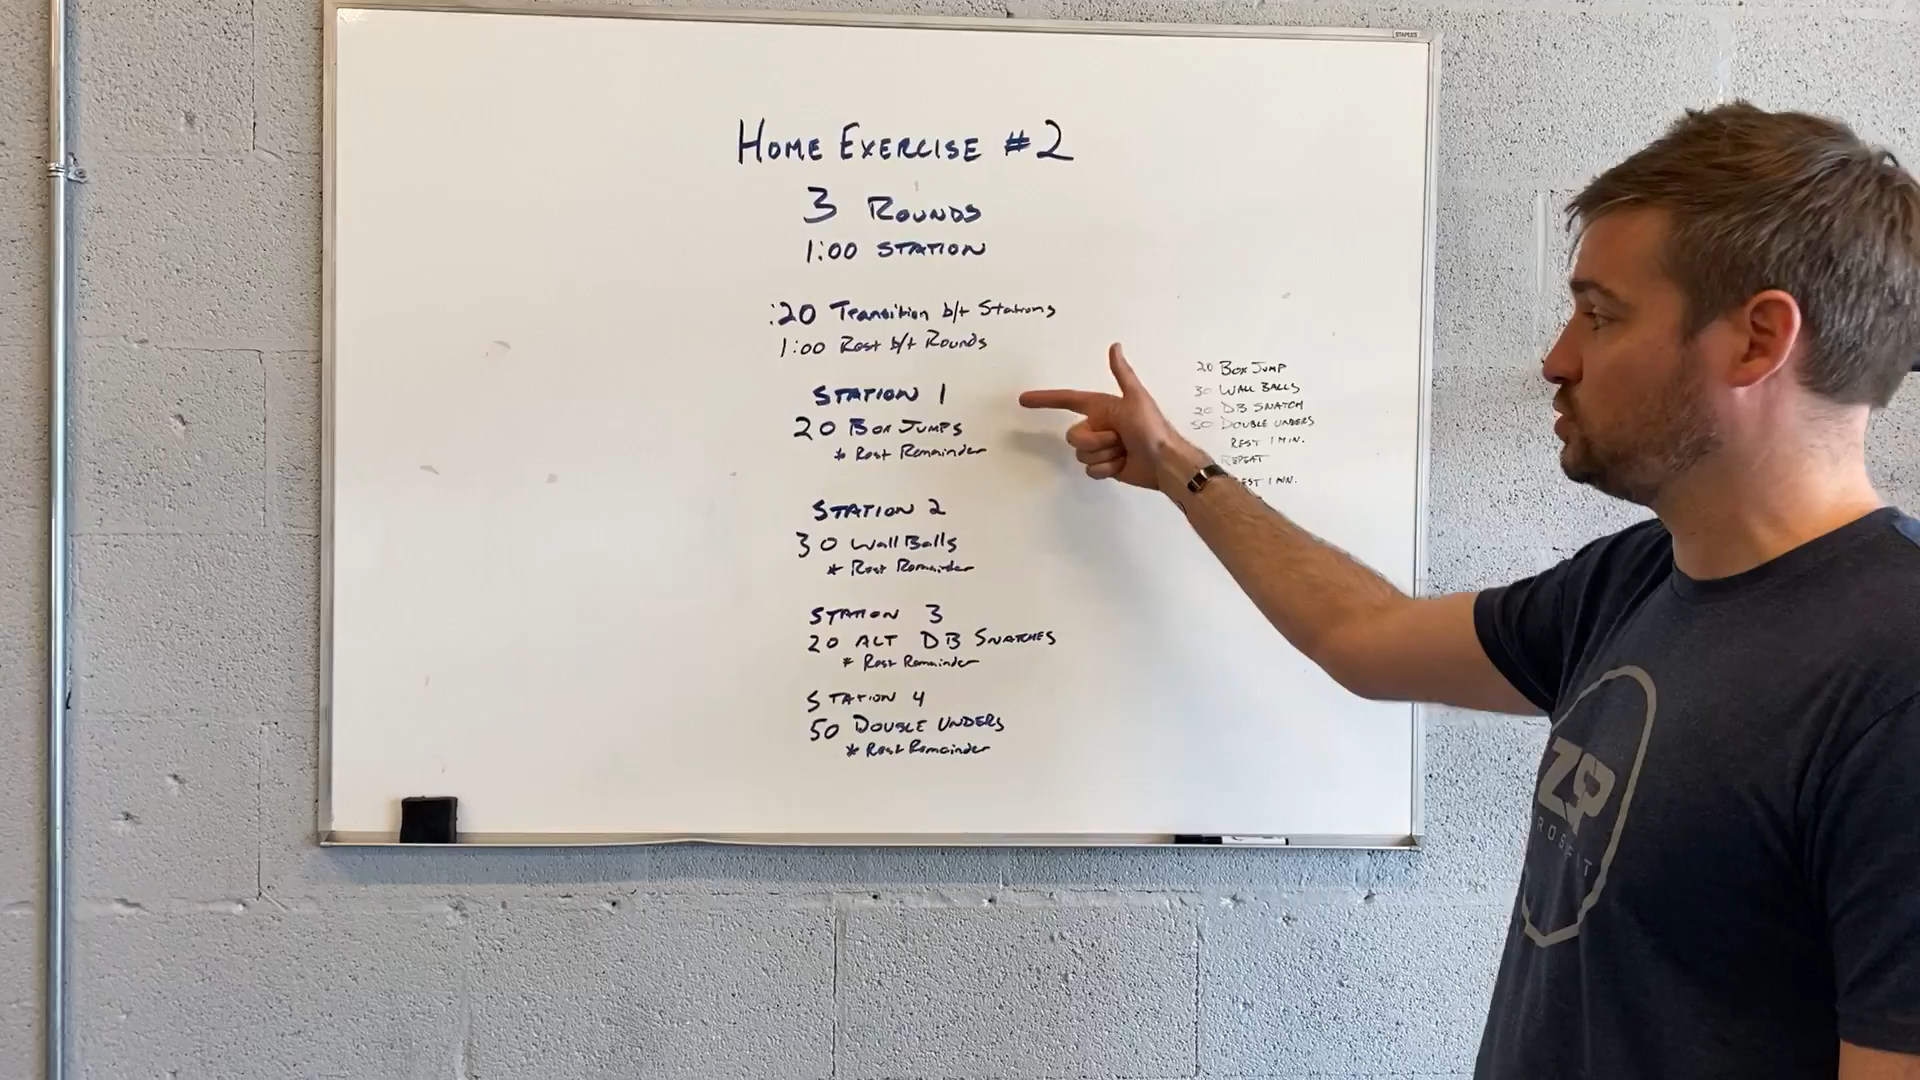 STAPLES
HOME EXERCISE #2
3 ROUNDS
1:00 STATION
:20 Transition b/t Stations
1:00 Rest b/t Rounds
STATION 1
20 BOX JUMPS
* Rest Remainder
STATION 2
30 Wall Balls
* Rest Remainder
STATION 3
20 ALT DB SNATCHES
* Rest Remainder
STATION 4
50 DOUBLE UNDERS
* Rest Remainder
20 BOX JUMP
30 WALL BALLS
20 DB SNATCH
50 DOUBLE UNDERS
REST 1 MIN.
REPEAT
REST 1 MIN.
ZSP
ROSFIT